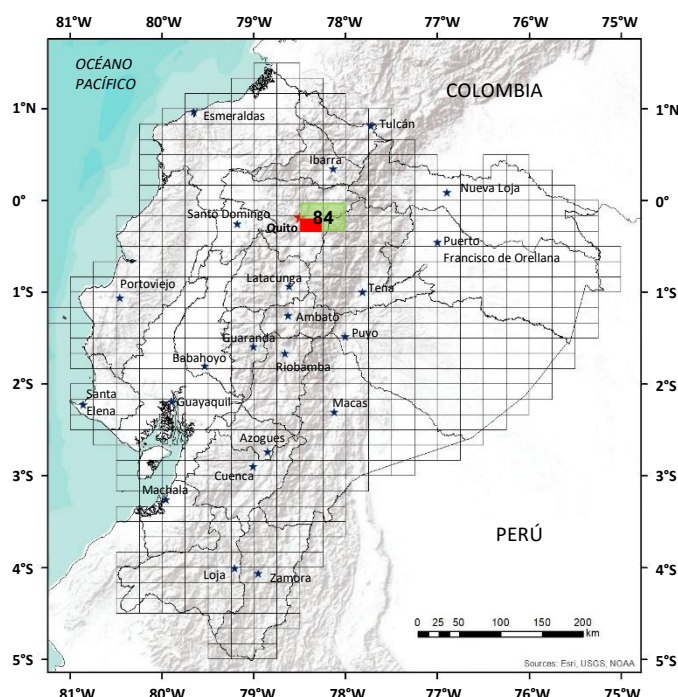 81°W 80°W 79°W 78°W 77°W 76°W 75°W
OCÉANO
PACÍFICO
COLOMBIA
1°N 1°N
Esmeraldas
Tulcán
Ibarra
Nueva Loja
0° 0°
Santo Domingo
84
Quito
Puerto
Francisco de Orellana
Latacunga
Tena
Portoviejo
1°S 1°S
Ambato
Puyo
Guaranda
Babahoyo
Riobamba
2°S 2°S
Santa
Elena
Guayaquil
Macas
Azogues
3°S 3°S
Cuenca
Machala
PERÚ
4°S 4°S
Loja
Zamora
0 25 50 100 150 200
km
5°S 5°S
Sources: Esri, USGS, NOAA
81°W 80°W 79°W 78°W 77°W 76°W 75°W